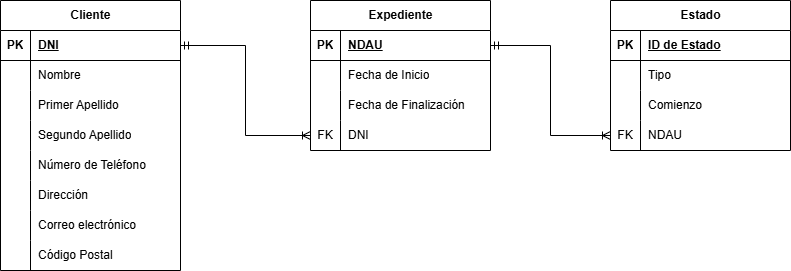 Cliente
PK DNI
Nombre
Primer Apellido
Segundo Apellido
Número de Teléfono
Dirección
Correo electrónico
Código Postal
Expediente
PK NDAU
Fecha de Inicio
Fecha de Finalización
FK DNI
Estado
PK ID de Estado
Tipo
Comienzo
FK NDAU